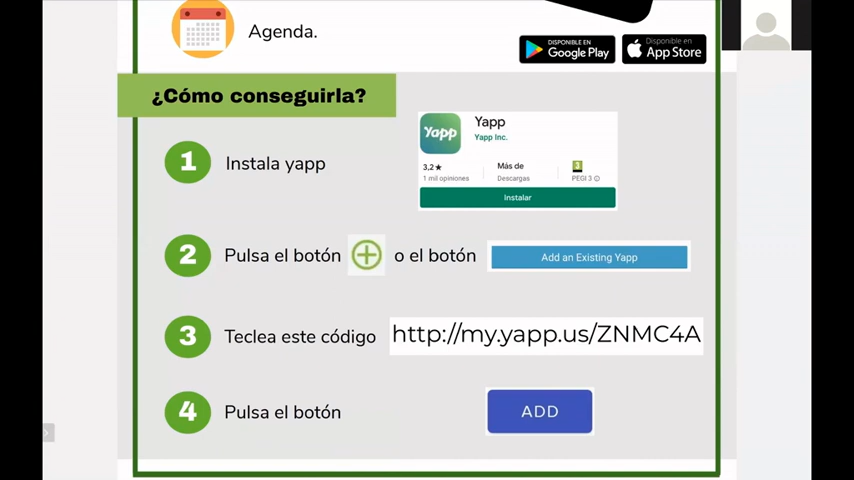 Agenda.
DISPONIBLE EN
Google Play
Disponible en
App Store
¿Cómo conseguirla?
1 Instala yapp
Yapp
Yapp
Yapp Inc.
3,2★ Más de 3
1 mil opiniones Descargas PEGI 3
Instalar
2 Pulsa el botón o el botón Add an Existing Yapp
3 Teclea este código http://my.yapp.us/ZNMC4A
4 Pulsa el botón ADD